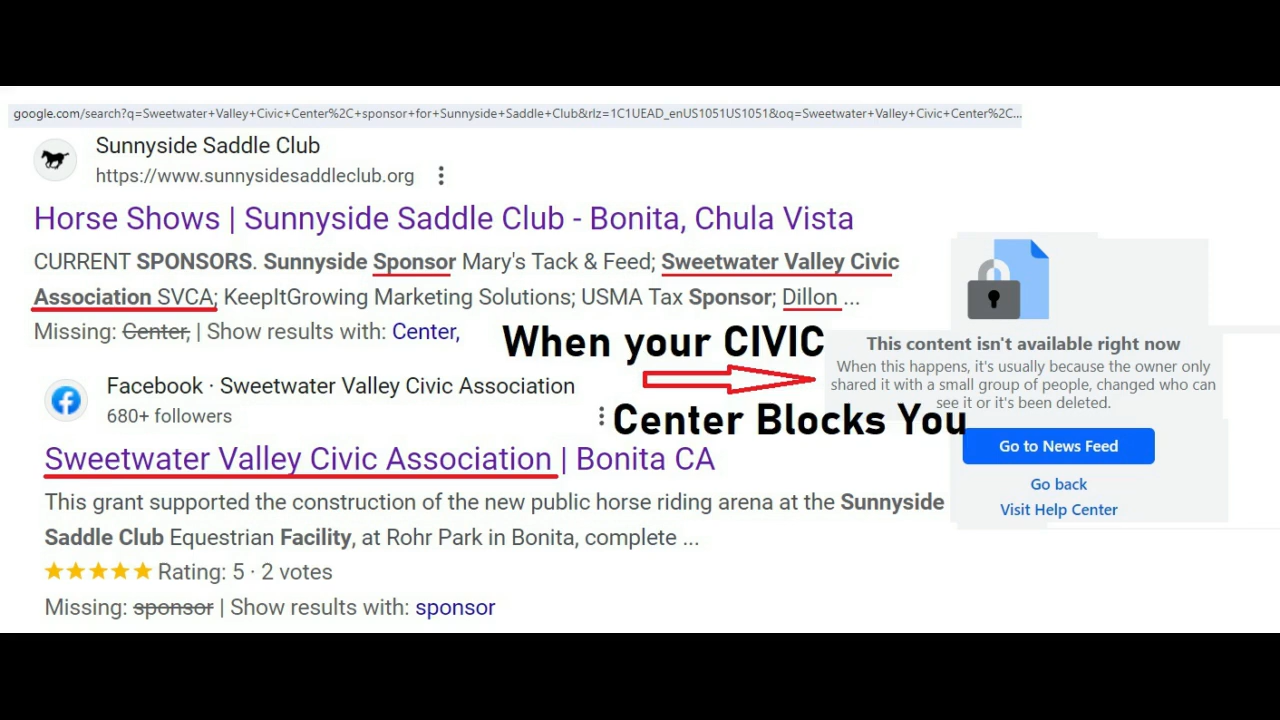 google.com/search?q=Sweetwater+Valley+Civic+Center%2C+sponsor+for+Sunnyside+Saddle+Club&rlz=1C1UEAD_enUS1051US1051&oq=Sweetwater+Valley+Civic+Center%2C...
Sunnyside Saddle Club
https://www.sunnysidesaddleclub.org
Horse Shows | Sunnyside Saddle Club - Bonita, Chula Vista
CURRENT SPONSORS. Sunnyside Sponsor Mary's Tack & Feed; Sweetwater Valley Civic
Association SVCA; KeepItGrowing Marketing Solutions; USMA Tax Sponsor; Dillon ...
Missing: Center, | Show results with: Center,
When your CIVIC
Center Blocks You
Facebook · Sweetwater Valley Civic Association
680+ followers
Sweetwater Valley Civic Association | Bonita CA
This grant supported the construction of the new public horse riding arena at the Sunnyside
Saddle Club Equestrian Facility, at Rohr Park in Bonita, complete ...
Rating: 5 · 2 votes
Missing: sponsor | Show results with: sponsor
This content isn't available right now
When this happens, it's usually because the owner only
shared it with a small group of people, changed who can
see it or it's been deleted.
Go to News Feed
Go back
Visit Help Center